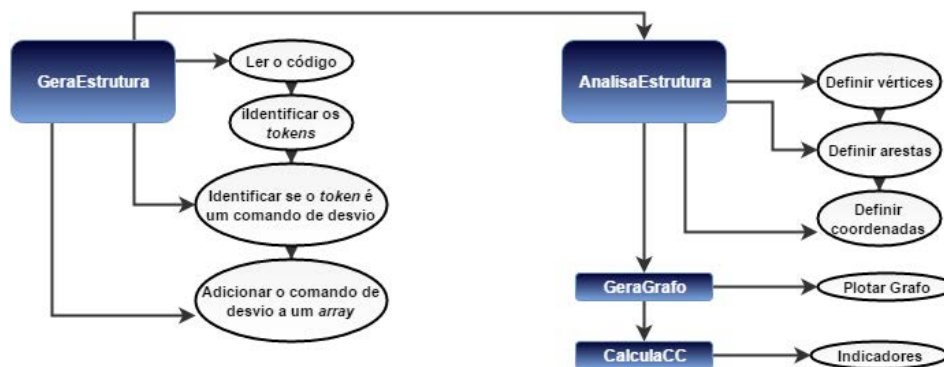 GeraEstrutura
Ler o código
iIdentificar os
tokens
Identificar se o token é
um comando de desvio
Adicionar o comando de
desvio a um array
AnalisaEstrutura
Definir vértices
Definir arestas
Definir
coordenadas
GeraGrafo
Plotar Grafo
CalculaCC
Indicadores